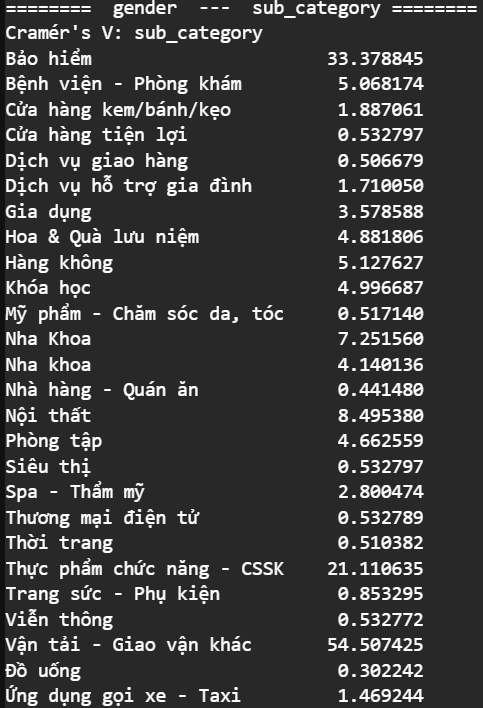 ======== gender --- sub_category ========
Cramér's V: sub_category
Bảo hiểm 33.378845
Bệnh viện - Phòng khám 5.068174
Cửa hàng kem/bánh/kẹo 1.887061
Cửa hàng tiện lợi 0.532797
Dịch vụ giao hàng 0.506679
Dịch vụ hỗ trợ gia đình 1.710050
Gia dụng 3.578588
Hoa & Quà lưu niệm 4.881806
Hàng không 5.127627
Khóa học 4.996687
Mỹ phẩm - Chăm sóc da, tóc 0.517140
Nha Khoa 7.251560
Nha khoa 4.140136
Nhà hàng - Quán ăn 0.441480
Nội thất 8.495380
Phòng tập 4.662559
Siêu thị 0.532797
Spa - Thẩm mỹ 2.800474
Thương mại điện tử 0.532789
Thời trang 0.510382
Thực phẩm chức năng - CSSK 21.110635
Trang sức - Phụ kiện 0.853295
Viễn thông 0.532772
Vận tải - Giao vận khác 54.507425
Đồ uống 0.302242
Ứng dụng gọi xe - Taxi 1.469244